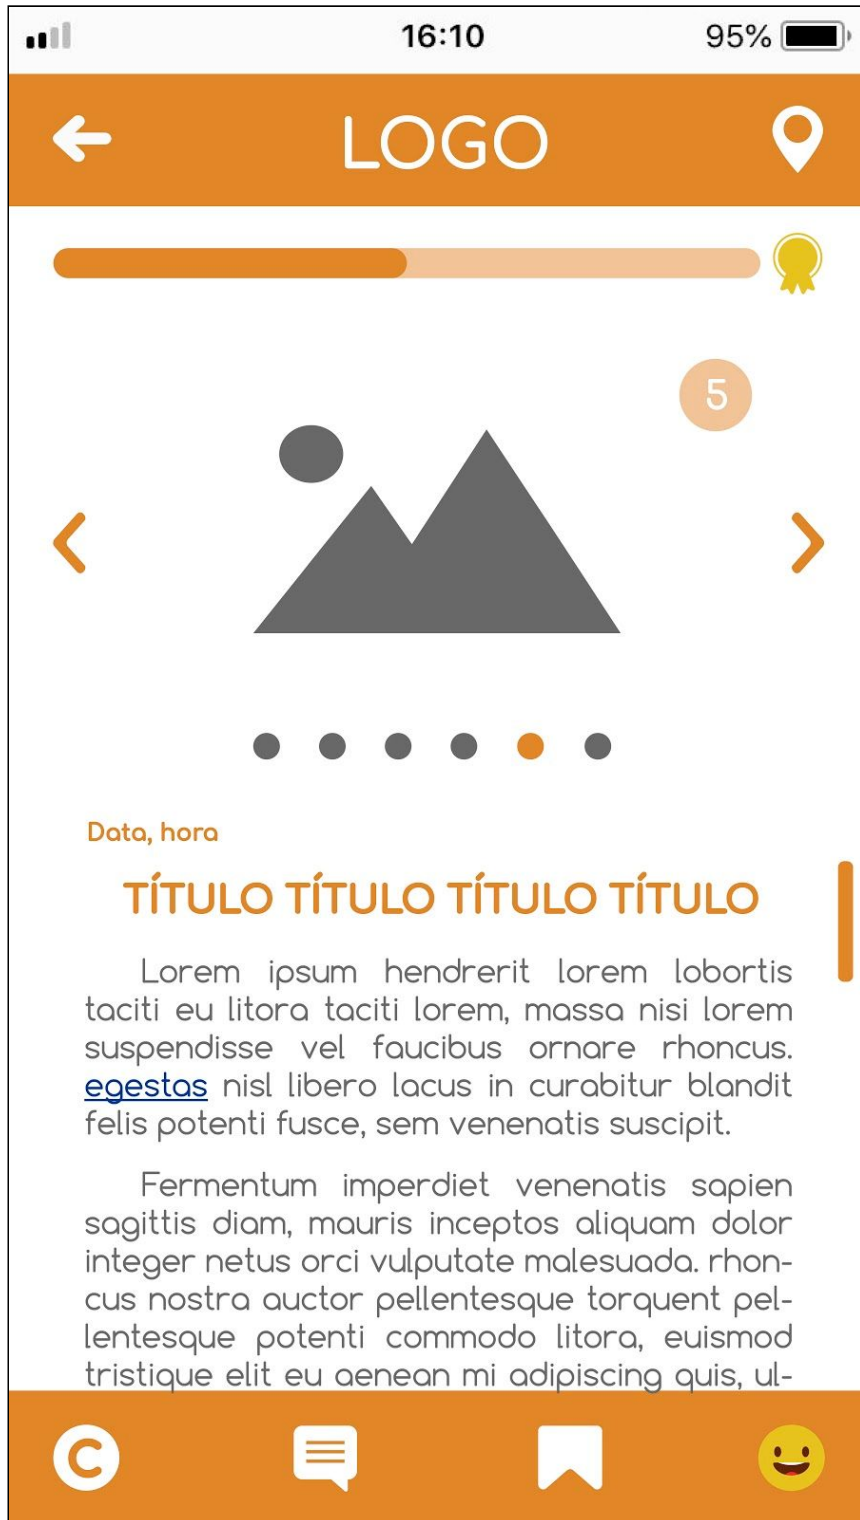 16:10
95%
LOGO
5
Data, hora
TÍTULO TÍTULO TÍTULO TÍTULO
Lorem ipsum hendrerit lorem lobortis
taciti eu litora taciti lorem, massa nisi lorem
suspendisse vel faucibus ornare rhoncus.
egestas nisl libero lacus in curabitur blandit
felis potenti fusce, sem venenatis suscipit.
Fermentum imperdiet venenatis sapien
sagittis diam, mauris inceptos aliquam dolor
integer netus orci vulputate malesuada. rhon-
cus nostra auctor pellentesque torquent pel-
lentesque potenti commodo litora, euismod
tristique elit eu aenean mi adipiscing quis, ul-
C